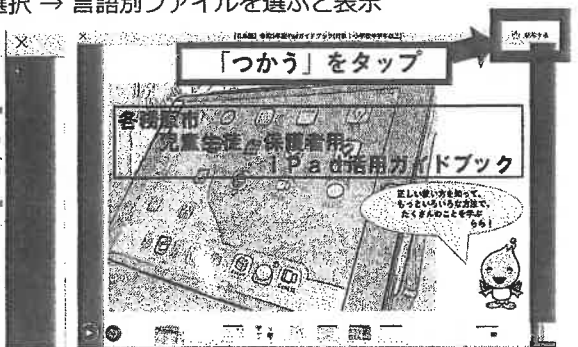 選択 → 言語別ファイルを選ぶと表示
「つかう」をタップ
各務原市
児童生徒・保護者用
iPad活用ガイドブック
正しい使い方を知って、
もっといろいろな方法で、
たくさんのことを学ぶ
らら！